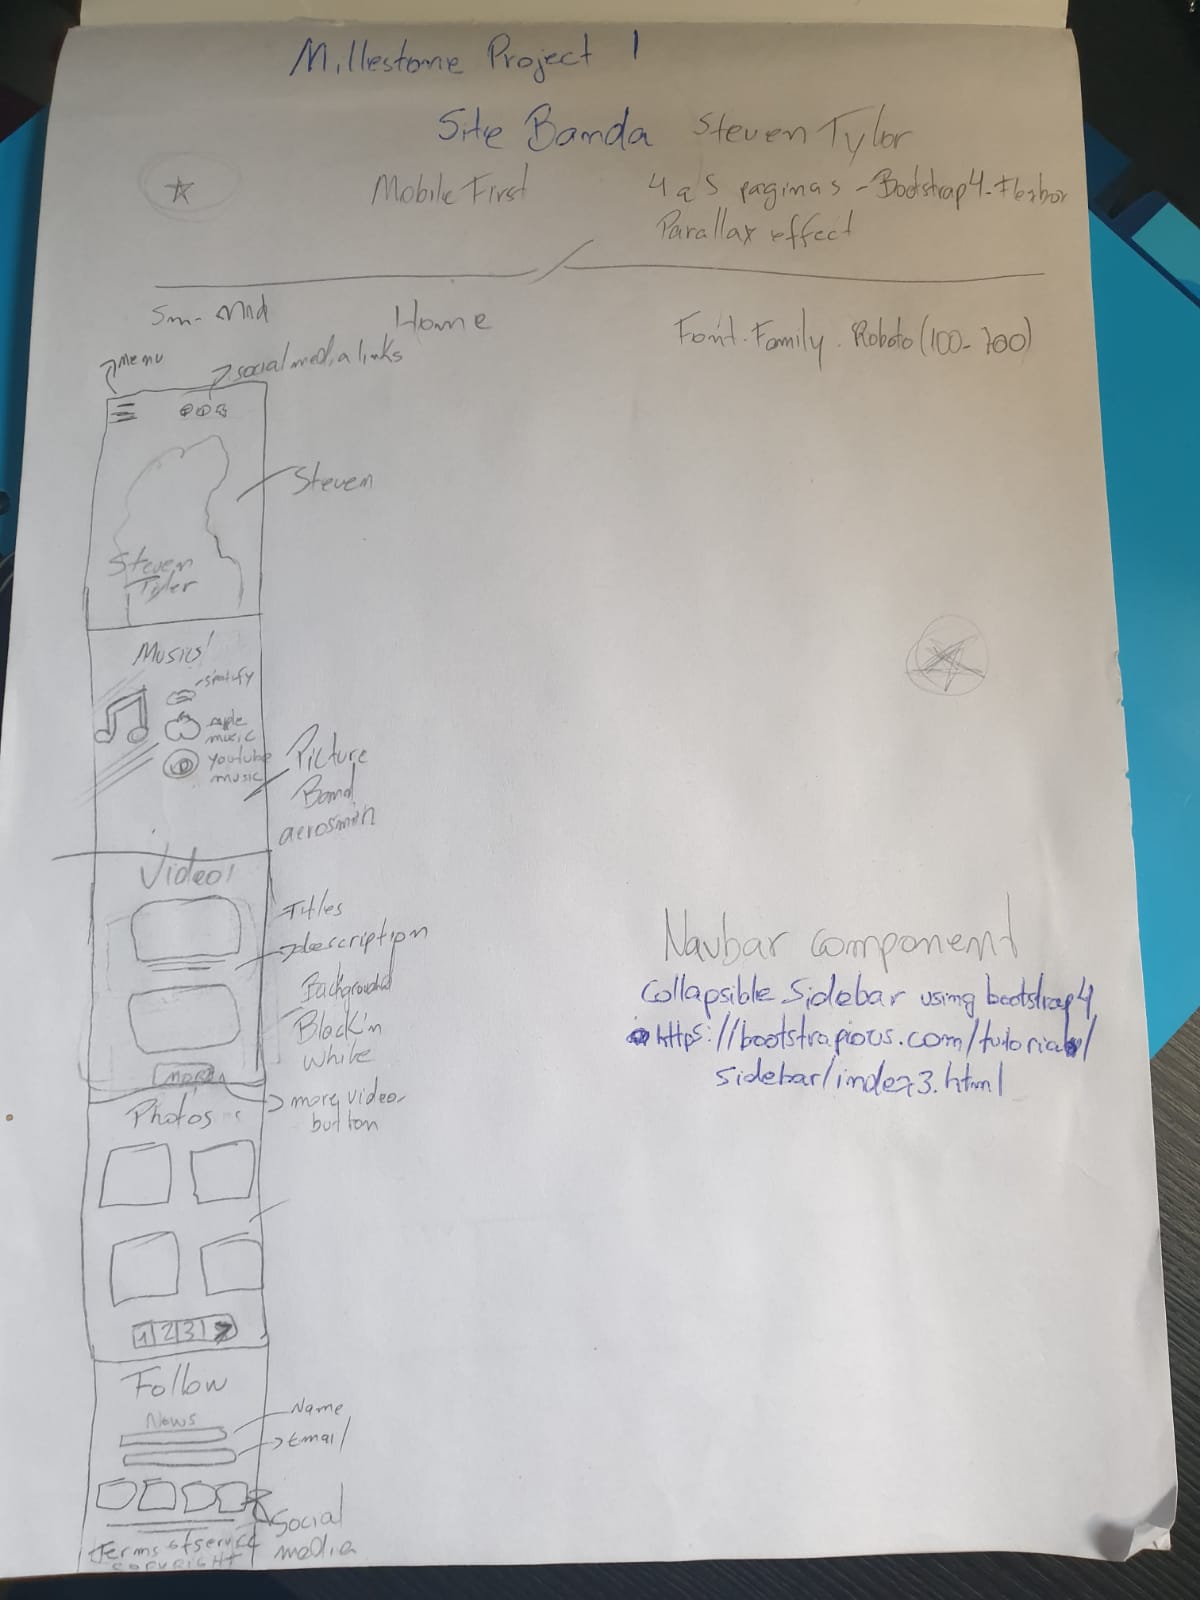 Millestone Project 1
Site Banda Steven Tyler
Mobile First
4 a 5 paginas - Bootstrap4 - Flexbox
Parallax effect
Sm - Md
Home
Font-Family. Roboto (100-700)
Menu
social media links
Steven
Steven
Tyler
Musics!
spotify
Apple
music
Youtube
music
Picture
Band
aerosmith
Video!
Titles
description
Background
Black'n
white
MORE
more video
button
Photos
1 2 3
Follow
News
Name
Email
Social
media
Terms of service
COPYRIGHT
Navbar component
Collapsible Sidebar using bootstrap4
https://bootstrapious.com/tutorial/
sidebar/index3.html